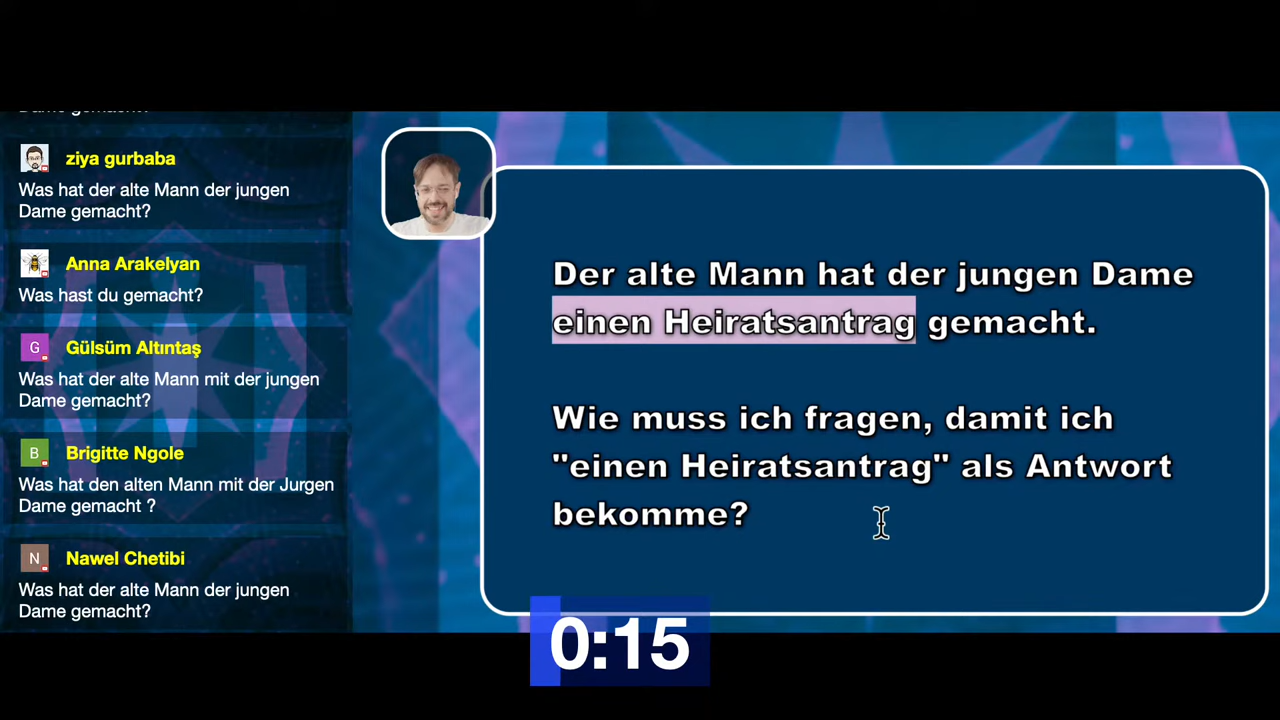 Dame gemacht?
ziya gurbaba
Was hat der alte Mann der jungen
Dame gemacht?
Anna Arakelyan
Was hast du gemacht?
G
Gülsüm Altıntaş
Was hat der alte Mann mit der jungen
Dame gemacht?
B
Brigitte Ngole
Was hat den alten Mann mit der Jurgen
Dame gemacht ?
N
Nawel Chetibi
Was hat der alte Mann der jungen
Dame gemacht?
Der alte Mann hat der jungen Dame
einen Heiratsantrag gemacht.
Wie muss ich fragen, damit ich
"einen Heiratsantrag" als Antwort
bekomme?
0:15